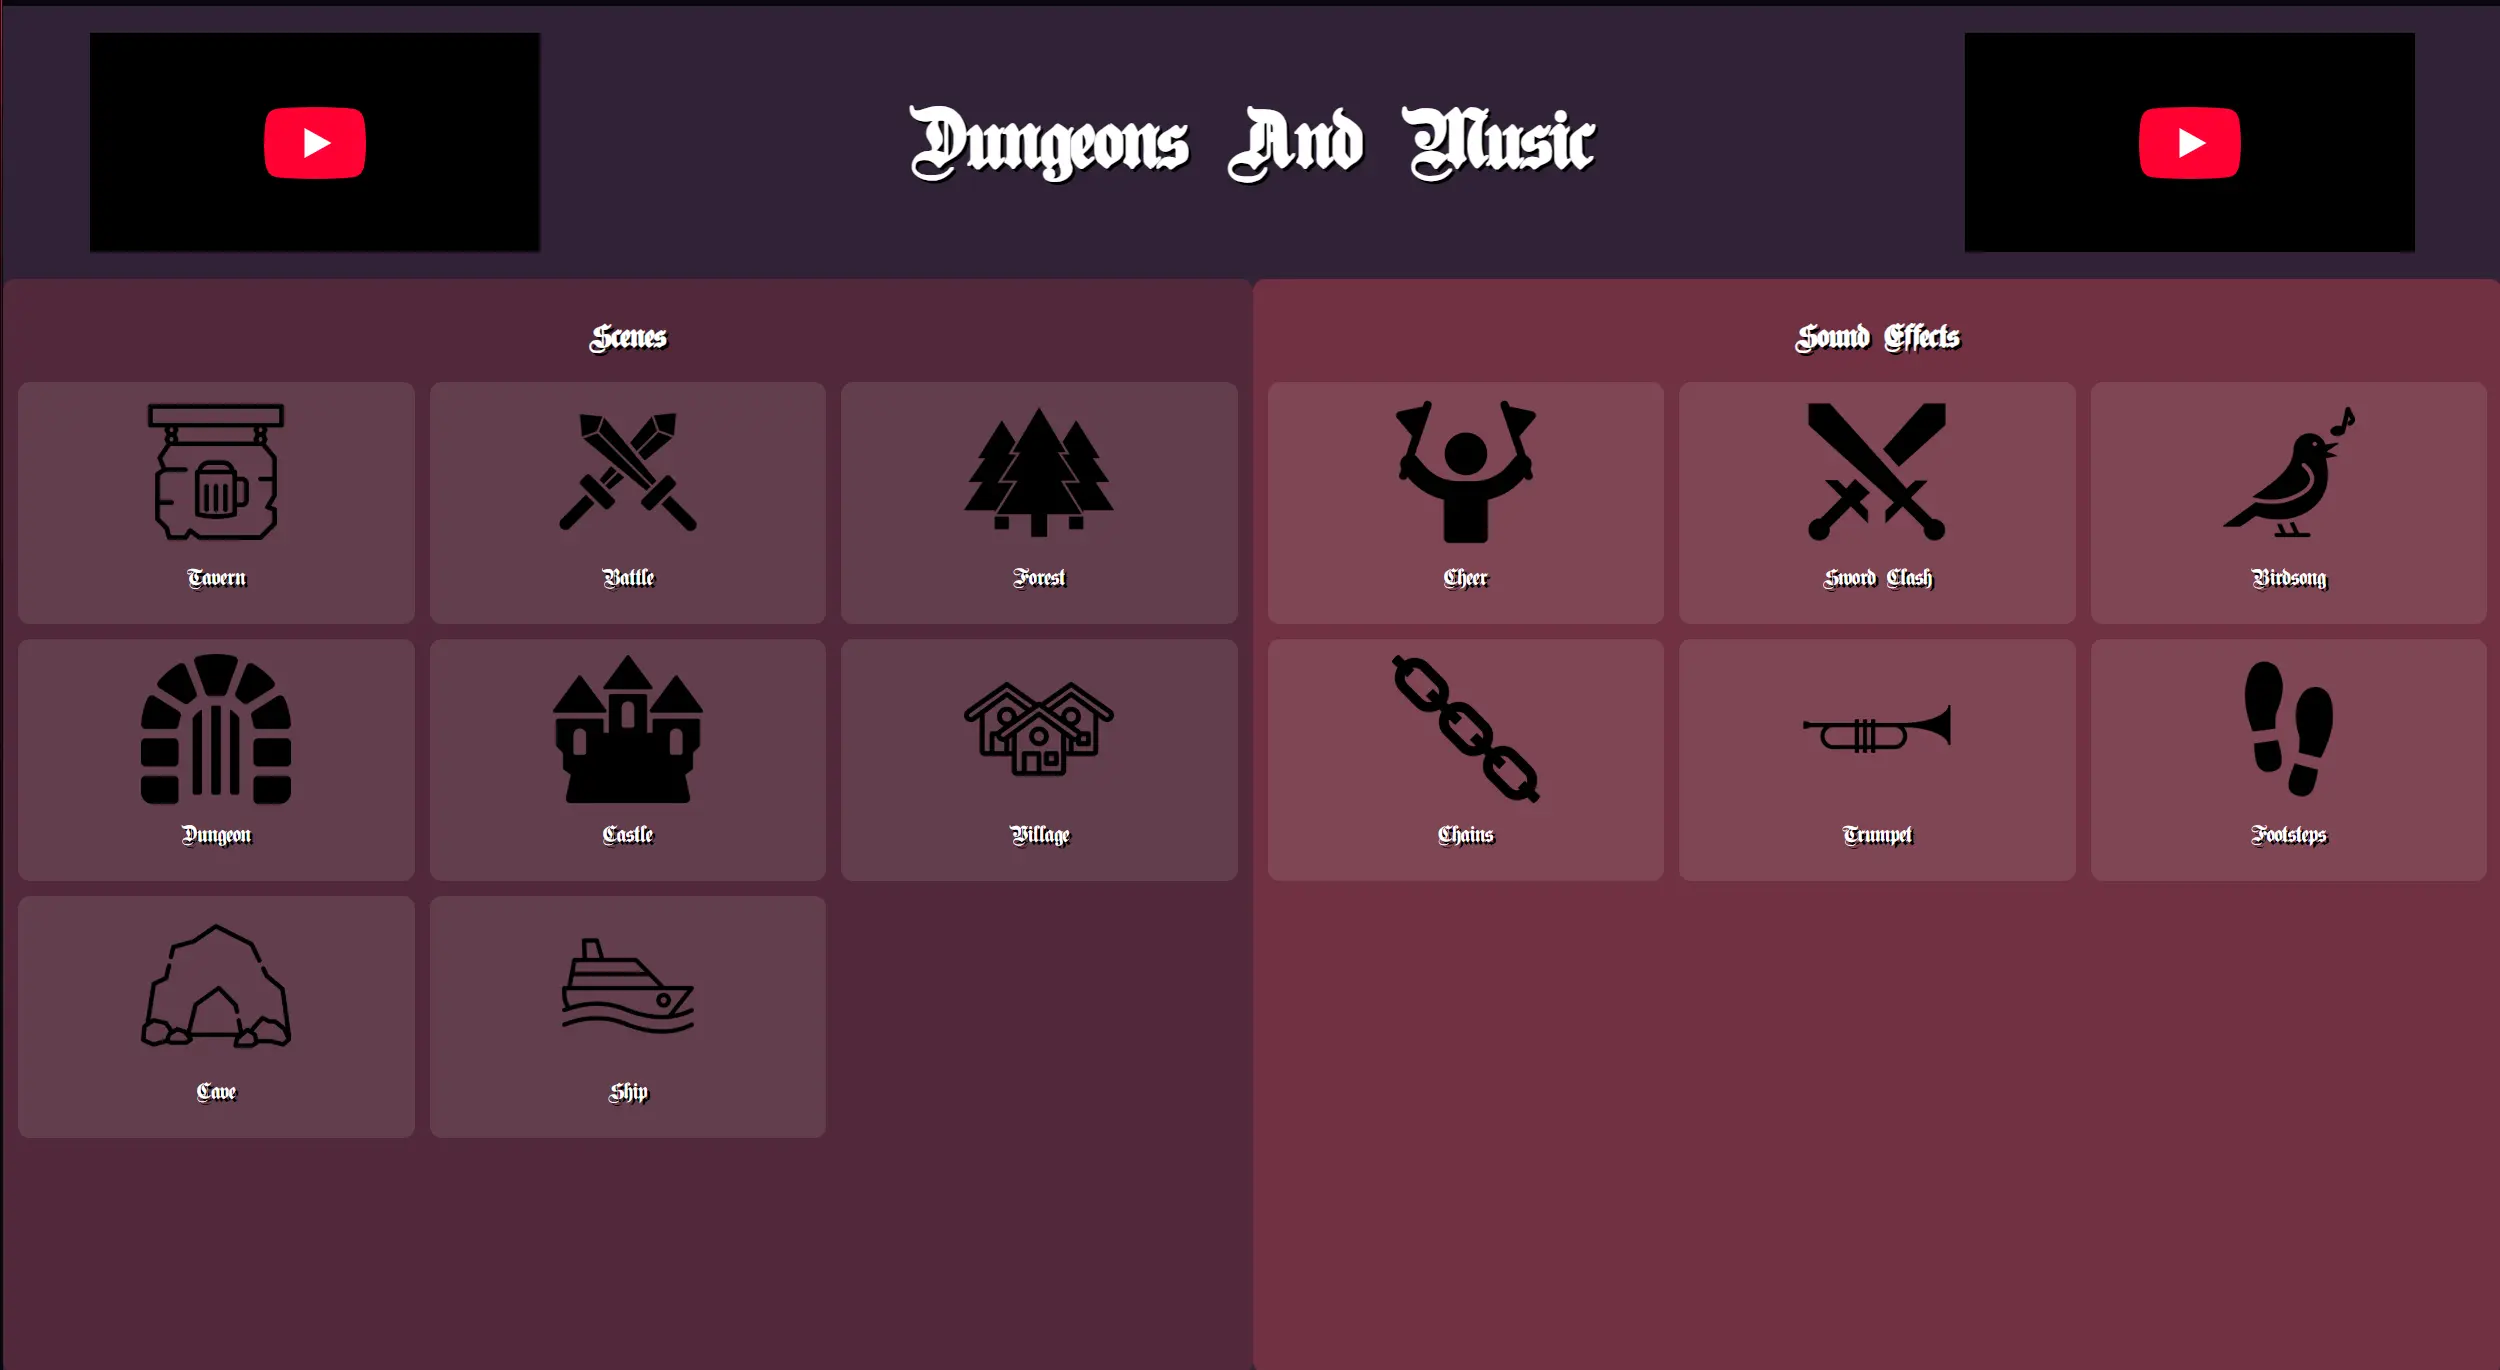 Dungeons And Music
Scenes
Tavern
Battle
Forest
Dungeon
Castle
Village
Cave
Ship
Sound Effects
Cheer
Sword Clash
Birdsong
Chains
Trumpet
Footsteps